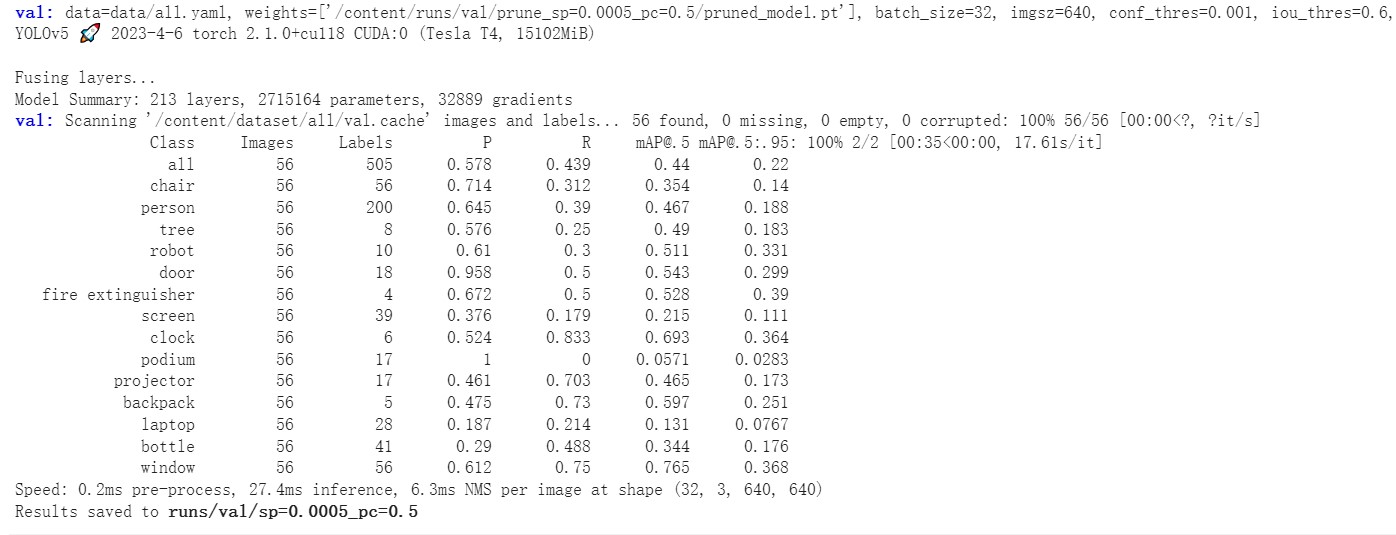 val: data=data/all.yaml, weights=['/content/runs/val/prune_sp=0.0005_pc=0.5/pruned_model.pt'], batch_size=32, imgsz=640, conf_thres=0.001, iou_thres=0.6,
YOLOv5 🚀 2023-4-6 torch 2.1.0+cu118 CUDA:0 (Tesla T4, 15102MiB)
Fusing layers...
Model Summary: 213 layers, 2715164 parameters, 32889 gradients
val: Scanning '/content/dataset/all/val.cache' images and labels... 56 found, 0 missing, 0 empty, 0 corrupted: 100% 56/56 [00:00<?, ?it/s]
Class Images Labels P R mAP@.5 mAP@.5:.95: 100% 2/2 [00:35<00:00, 17.61s/it]
all 56 505 0.578 0.439 0.44 0.22
chair 56 56 0.714 0.312 0.354 0.14
person 56 200 0.645 0.39 0.467 0.188
tree 56 8 0.576 0.25 0.49 0.183
robot 56 10 0.61 0.3 0.511 0.331
door 56 18 0.958 0.5 0.543 0.299
fire extinguisher 56 4 0.672 0.5 0.528 0.39
screen 56 39 0.376 0.179 0.215 0.111
clock 56 6 0.524 0.833 0.693 0.364
podium 56 17 1 0 0.0571 0.0283
projector 56 17 0.461 0.703 0.465 0.173
backpack 56 5 0.475 0.73 0.597 0.251
laptop 56 28 0.187 0.214 0.131 0.0767
bottle 56 41 0.29 0.488 0.344 0.176
window 56 56 0.612 0.75 0.765 0.368
Speed: 0.2ms pre-process, 27.4ms inference, 6.3ms NMS per image at shape (32, 3, 640, 640)
Results saved to runs/val/sp=0.0005_pc=0.5